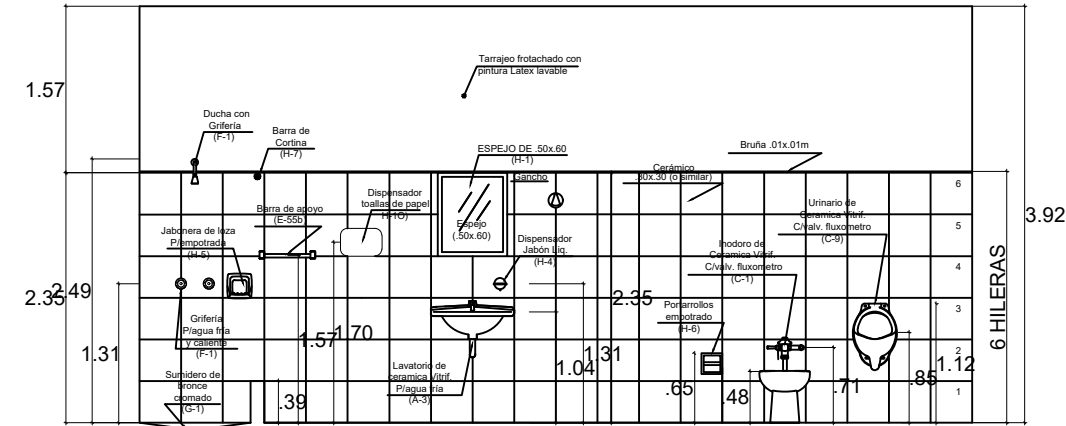 Tarrajeo frotachado con
pintura Latex lavable
1.57
Ducha con
Grifería
(F-1)
Barra de
Cortina
(H-7)
ESPEJO DE .50x.60
(H-1)
Gancho
Bruña .01x.01m
Cerámico
.30x.30 (o similar)
6
Dispensador
toallas de papel
H-1O)
Barra de apoyo
(E-55b)
Urinario de
Ceramica Vitrif.
C/valv. fluxometro
(C-9)
3.92
Jabonera de loza
P/empotrada
(H-5)
Espejo
(.50x.60)
5
Dispensador
Jabón Liq.
(H-4)
Inodoro de
Ceramica Vitrif.
C/valv. fluxometro
(C-1)
4
2.35
2.49
2.35
6 HILERAS
Portarrollos
empotrado
(H-6)
3
Grifería
P/agua fría
y caliente
(F-1)
1.57
1.70
1.31
1.31
1.04
2
1.12
Lavatorio de
ceramica Vitrif.
P/agua fría
(A-3)
Sumidero de
bronce
cromado
(G-1)
.39
.65
.48
.71
.85
1